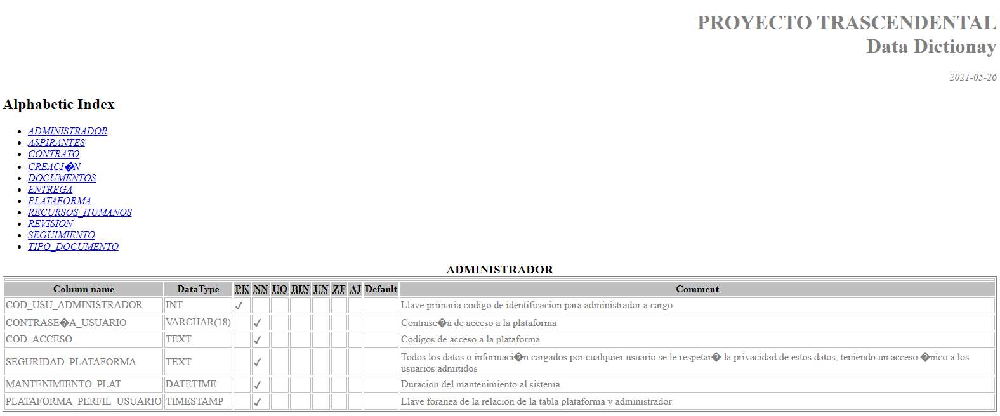 PROYECTO TRASCENDENTAL
Data Dictionay
2021-05-26
Alphabetic Index
ADMINISTRADOR
ASPIRANTES
CONTRATO
CREACI�N
DOCUMENTOS
ENTREGA
PLATAFORMA
RECURSOS_HUMANOS
REVISION
SEGUIMIENTO
TIPO_DOCUMENTO
ADMINISTRADOR
Column name DataType PK NN UQ BIN UN ZF AI Default Comment
COD_USU_ADMINISTRADOR INT ✓ Llave primaria codigo de identificacion para administrador a cargo
CONTRASE�A_USUARIO VARCHAR(18) ✓ Contrase�a de acceso a la plataforma
COD_ACCESO TEXT ✓ Codigos de acceso a la plataforma
SEGURIDAD_PLATAFORMA TEXT ✓ Todos los datos o informaci�n cargados por cualquier usuario se le respetar� la privacidad de estos datos, teniendo un acceso �nico a los
usuarios admitidos
MANTENIMIENTO_PLAT DATETIME ✓ Duracion del mantenimiento al sistema
PLATAFORMA_PERFIL_USUARIO TIMESTAMP ✓ Llave foranea de la relacion de la tabla plataforma y administrador